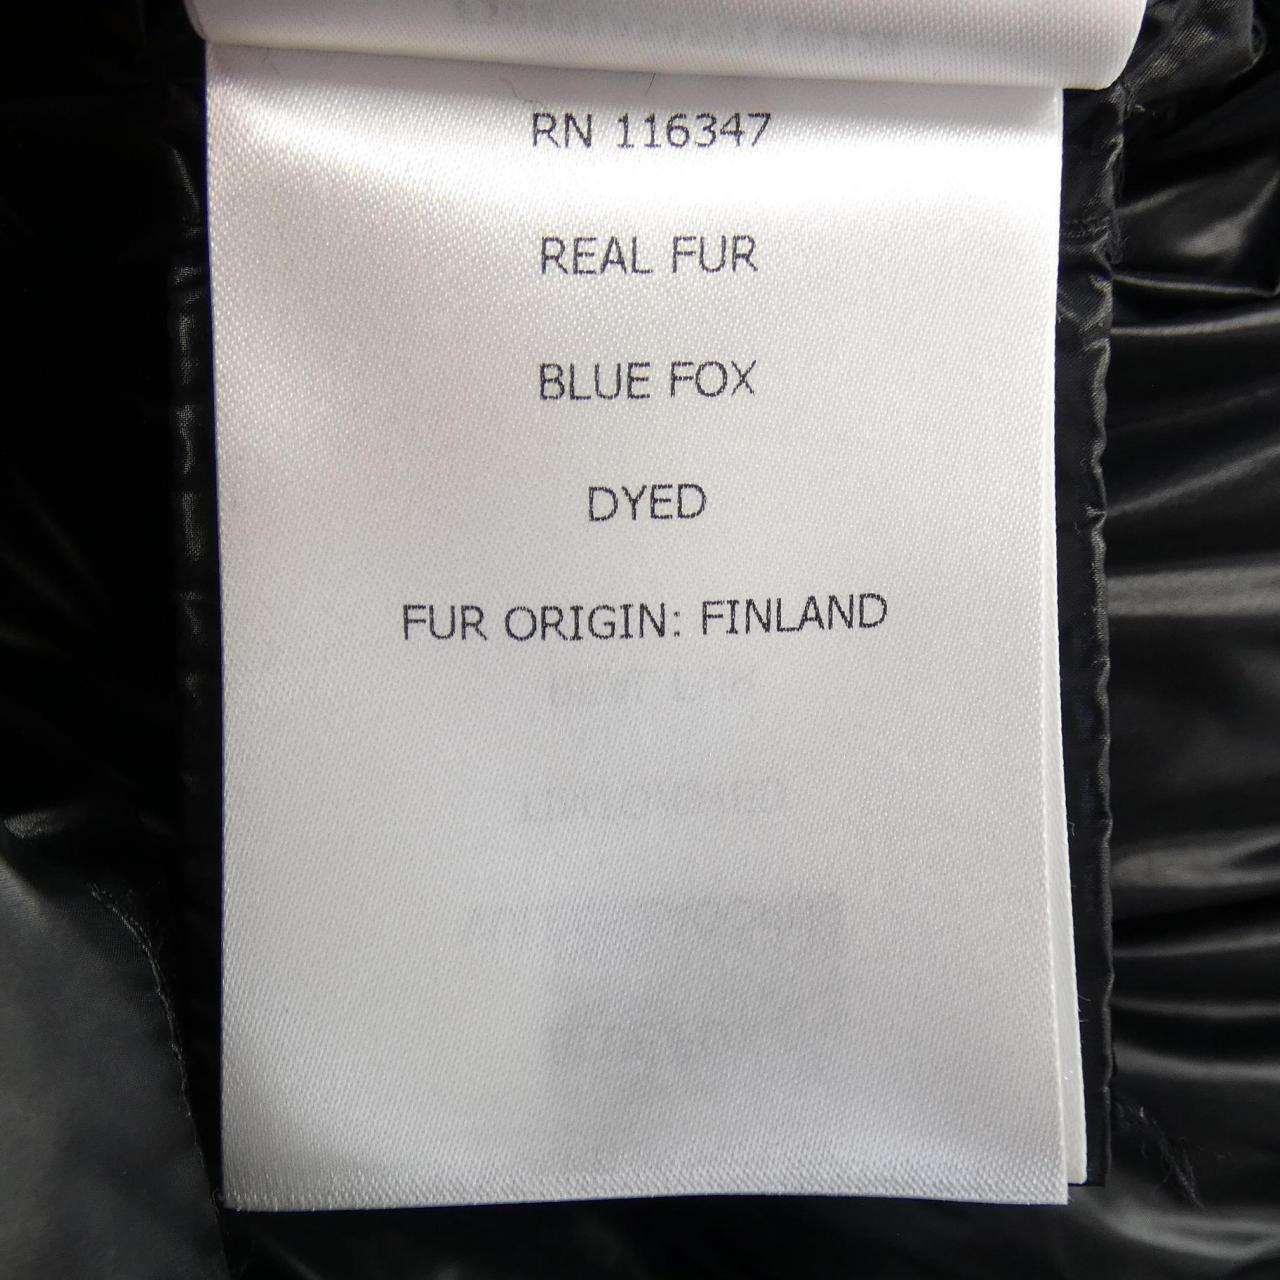 RN 116347
REAL FUR
BLUE FOX
DYED
FUR ORIGIN: FINLAND